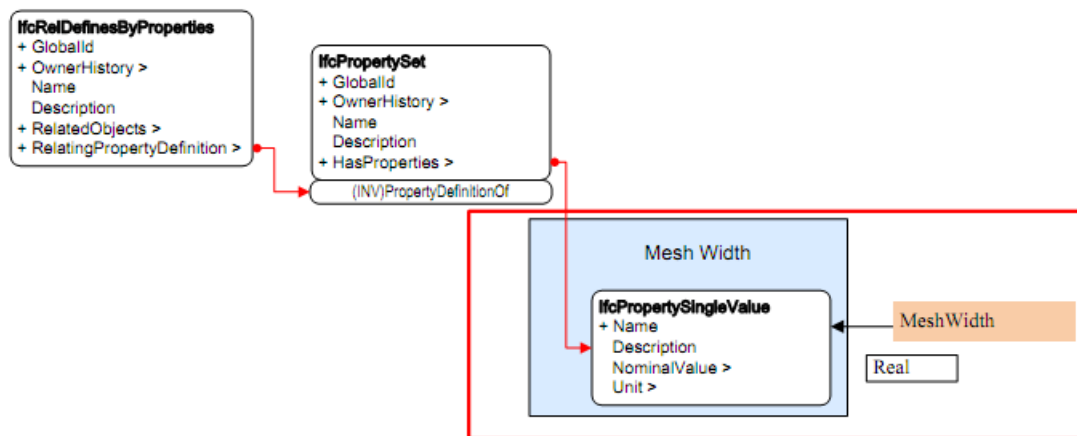 IfcRelDefinesByProperties
+ GlobalId
+ OwnerHistory >
Name
Description
+ RelatedObjects >
+ RelatingPropertyDefinition >
IfcPropertySet
+ GlobalId
+ OwnerHistory >
Name
Description
+ HasProperties >
(INV)PropertyDefinitionOf
Mesh Width
IfcPropertySingleValue
+ Name
Description
NominalValue >
Unit >
MeshWidth
Real